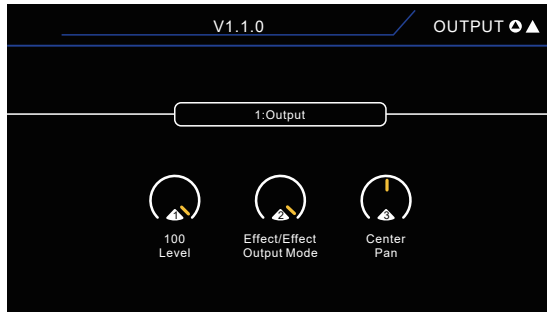 V1.1.0
OUTPUT
1:Output
1
2
3
100
Level
Effect/Effect
Output Mode
Center
Pan